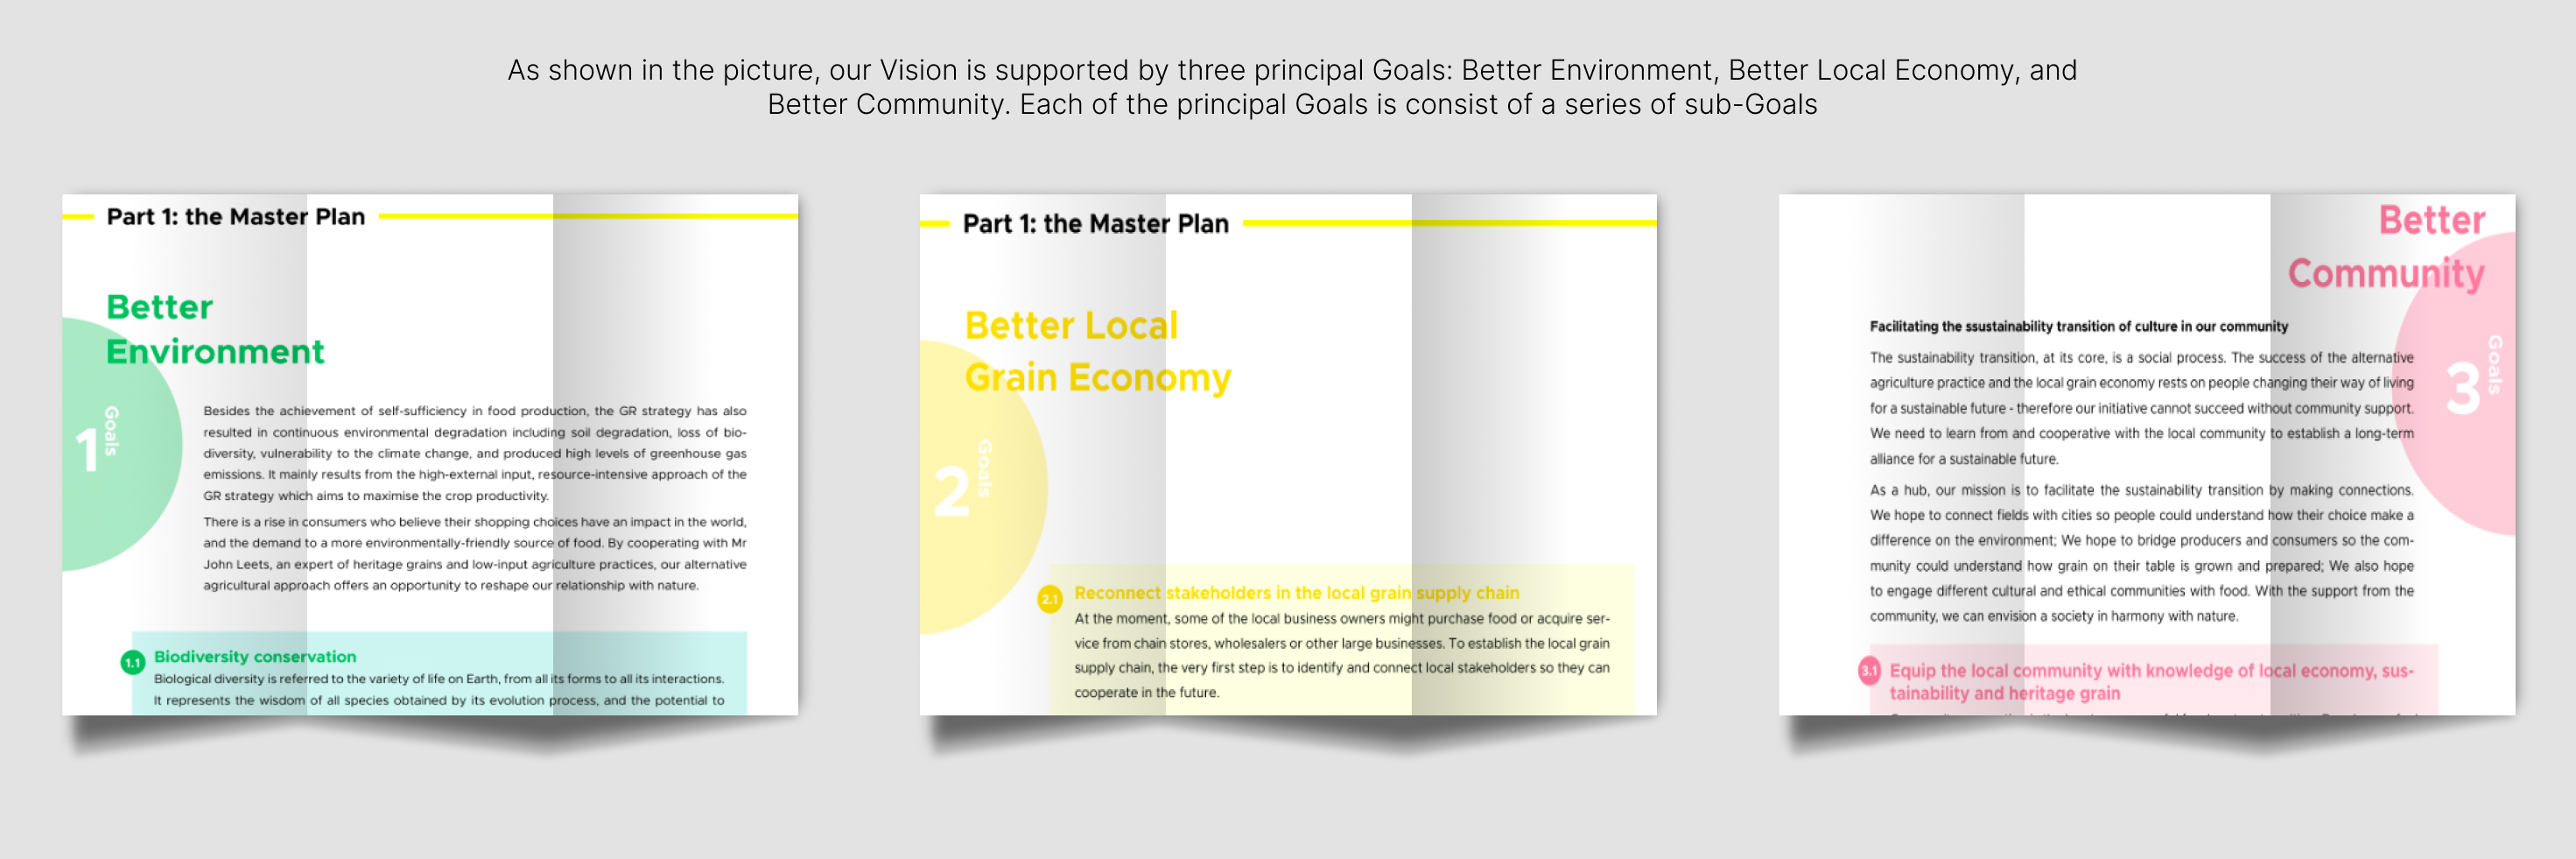 As shown in the picture, our Vision is supported by three principal Goals: Better Environment, Better Local Economy, and
Better Community. Each of the principal Goals is consist of a series of sub-Goals
Part 1: the Master Plan
Better
Environment
Goals
1
Besides the achievement of self-sufficiency in food production, the GR strategy has also
resulted in continuous environmental degradation including soil degradation, loss of bio-
diversity, vulnerability to the climate change, and produced high levels of greenhouse gas
emissions. It mainly results from the high-external input, resource-intensive approach of the
GR strategy which aims to maximise the crop productivity.
There is a rise in consumers who believe their shopping choices have an impact in the world,
and the demand to a more environmentally-friendly source of food. By cooperating with Mr
John Leets, an expert of heritage grains and low-input agriculture practices, our alternative
agricultural approach offers an opportunity to reshape our relationship with nature.
1.1 Biodiversity conservation
Biological diversity is referred to the variety of life on Earth, from all its forms to all its interactions.
It represents the wisdom of all species obtained by its evolution process, and the potential to
Part 1: the Master Plan
Better Local
Grain Economy
Goals
2
2.1 Reconnect stakeholders in the local grain supply chain
At the moment, some of the local business owners might purchase food or acquire ser-
vice from chain stores, wholesalers or other large businesses. To establish the local grain
supply chain, the very first step is to identify and connect local stakeholders so they can
cooperate in the future.
Better
Community
Goals
3
Facilitating the ssustainability transition of culture in our community
The sustainability transition, at its core, is a social process. The success of the alternative
agriculture practice and the local grain economy rests on people changing their way of living
for a sustainable future - therefore our initiative cannot succeed without community support.
We need to learn from and cooperative with the local community to establish a long-term
alliance for a sustainable future.
As a hub, our mission is to facilitate the sustainability transition by making connections.
We hope to connect fields with cities so people could understand how their choice make a
difference on the environment; We hope to bridge producers and consumers so the com-
munity could understand how grain on their table is grown and prepared; We also hope
to engage different cultural and ethical communities with food. With the support from the
community, we can envision a society in harmony with nature.
3.1 Equip the local community with knowledge of local economy, sus-
tainability and heritage grain